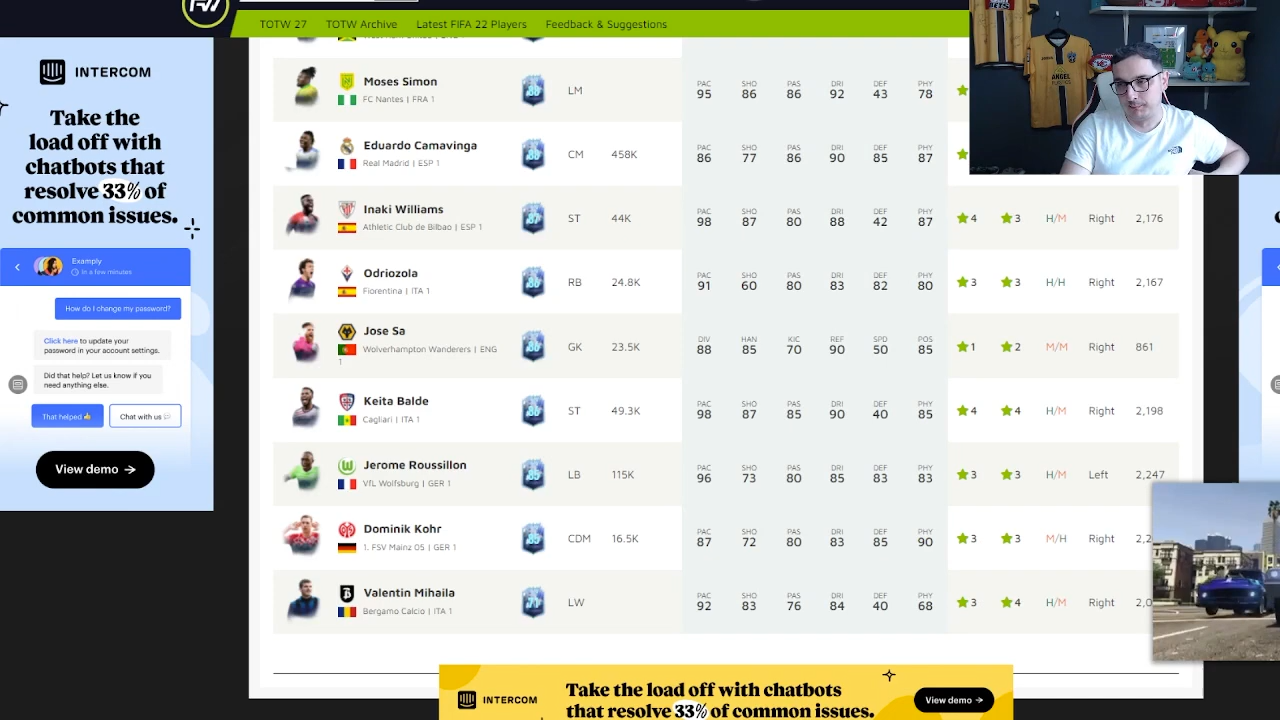 TOTW 27 TOTW Archive Latest FIFA 22 Players Feedback & Suggestions
INTERCOM
Take the
load off with
chatbots that
resolve 33% of
common issues.
Examply
In a few minutes
How do I change my password?
Click here to update your
password in your account settings.
Did that help? Let us know if you
need anything else.
That helped 👍 Chat with us
View demo →
Moses Simon
FC Nantes | FRA 1
LM
PAC SHO PAS DRI DEF PHY
95 86 86 92 43 78
Eduardo Camavinga
Real Madrid | ESP 1
CM 458K
PAC SHO PAS DRI DEF PHY
86 77 86 90 85 87
Inaki Williams
Athletic Club de Bilbao | ESP 1
ST 44K
PAC SHO PAS DRI DEF PHY
98 87 80 88 42 87
4 3 H/M Right 2,176
Odriozola
Fiorentina | ITA 1
RB 24.8K
PAC SHO PAS DRI DEF PHY
91 60 80 83 82 80
3 3 H/H Right 2,167
Jose Sa
Wolverhampton Wanderers | ENG
1
GK 23.5K
DIV HAN KIC REF SPD POS
88 85 70 90 50 85
1 2 M/M Right 861
Keita Balde
Cagliari | ITA 1
ST 49.3K
PAC SHO PAS DRI DEF PHY
98 87 85 90 40 85
4 4 H/M Right 2,198
Jerome Roussillon
VfL Wolfsburg | GER 1
LB 115K
PAC SHO PAS DRI DEF PHY
96 73 80 85 83 83
3 3 H/M Left 2,247
Dominik Kohr
1. FSV Mainz 05 | GER 1
CDM 16.5K
PAC SHO PAS DRI DEF PHY
87 72 80 83 85 90
3 3 M/H Right 2,2
Valentin Mihaila
Bergamo Calcio | ITA 1
LW
PAC SHO PAS DRI DEF PHY
92 83 76 84 40 68
3 4 H/M Right 2,0
INTERCOM
Take the load off with chatbots
that resolve 33% of common issues.
View demo →